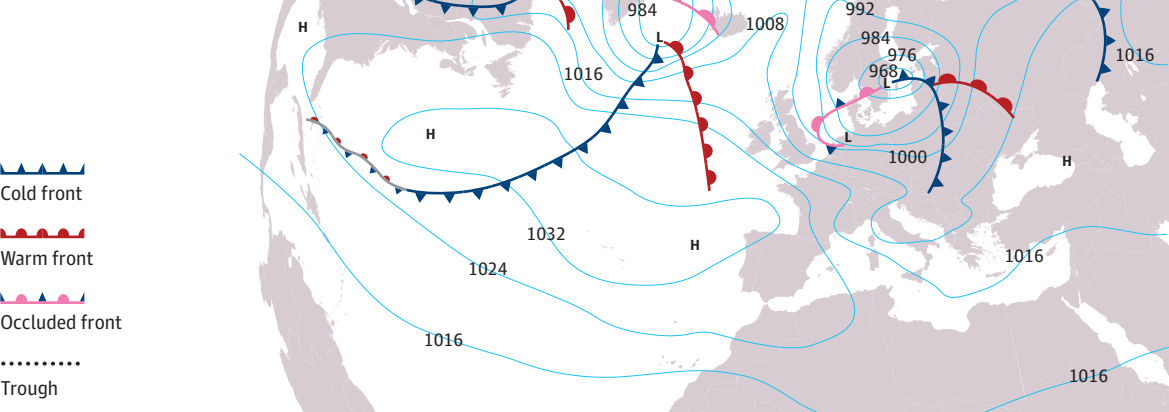 984
992
1008
H
984
L
976
1016
1016
968
L
H
L
1000
H
Cold front
1032
H
Warm front
1016
1024
Occluded front
1016
1016
Trough